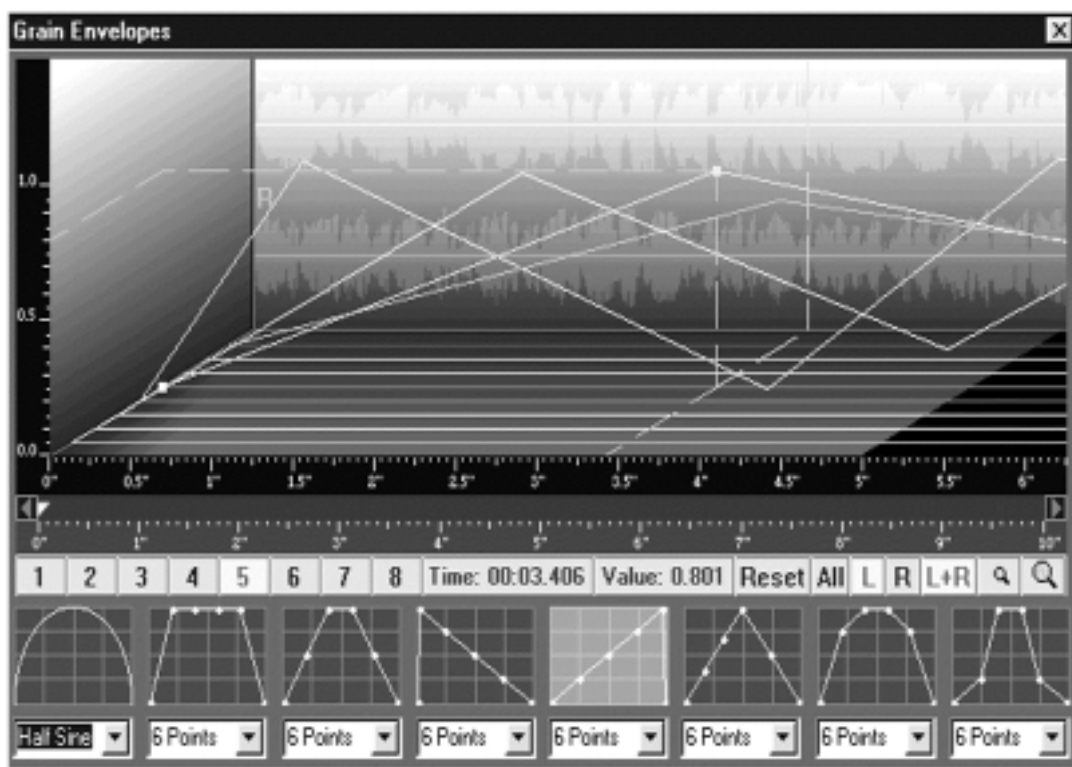 Grain Envelopes
R
1.0
0.5
0.0
0" 0.5" 1" 1.5" 2" 2.5" 3" 3.5" 4" 4.5" 5" 5.5" 6"
0" 1" 2" 3" 4" 5" 6" 7" 8" 9" 10"
1 2 3 4 5 6 7 8 Time: 00:03.406 Value: 0.801 Reset All L R L+R
Half Sine 6 Points 6 Points 6 Points 6 Points 6 Points 6 Points 6 Points